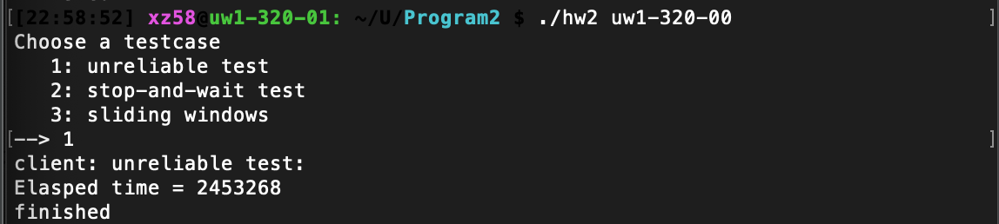 [[22:58:52] xz58@uw1-320-01: ~/U/Program2 $ ./hw2 uw1-320-00 ]
Choose a testcase
   1: unreliable test
   2: stop-and-wait test
   3: sliding windows
[--> 1 ]
client: unreliable test:
Elasped time = 2453268
finished